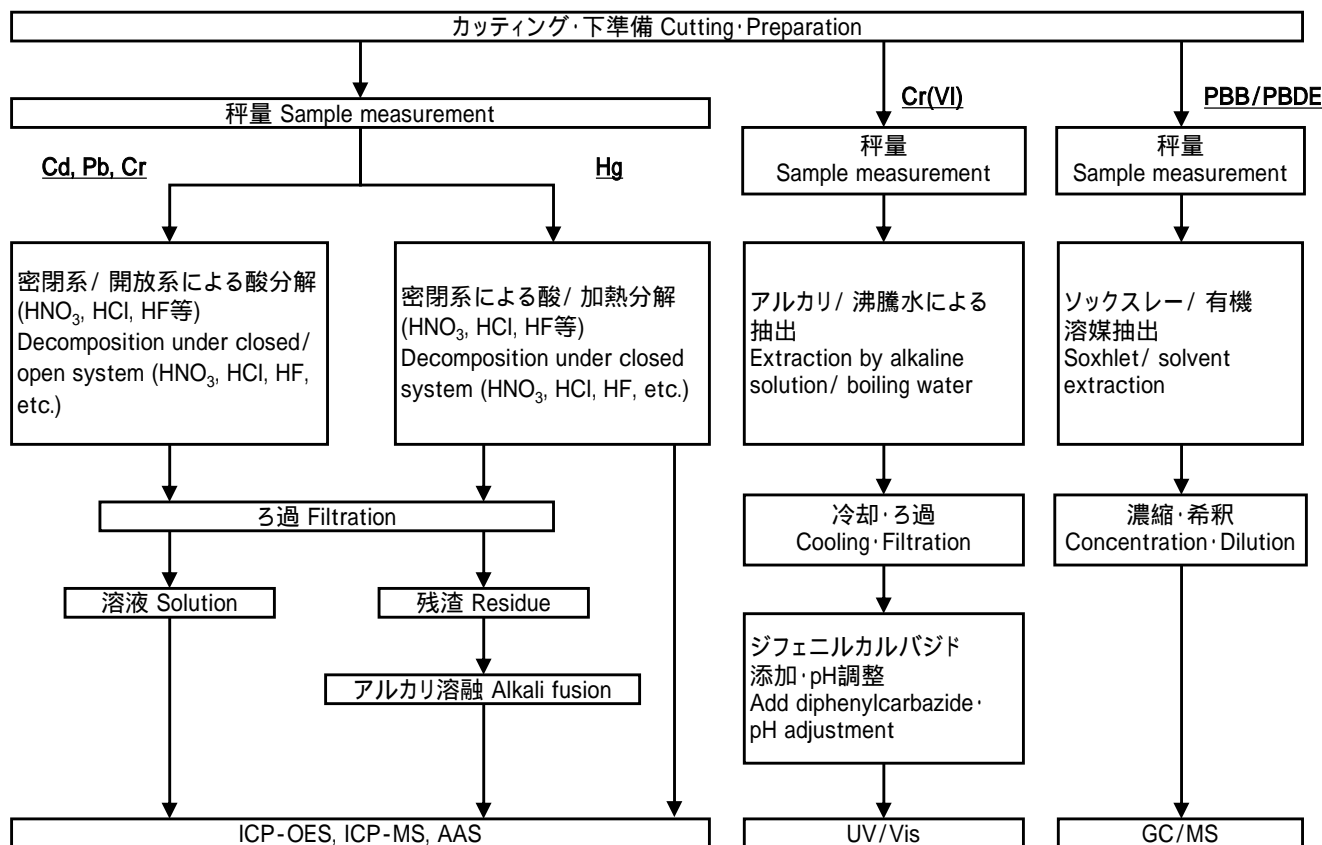 カッティング･下準備 Cutting･Preparation
秤量 Sample measurement
Cr(VI)
PBB/PBDE
秤量
Sample measurement
秤量
Sample measurement
Cd, Pb, Cr
Hg
密閉系/ 開放系による酸分解
(HNO₃, HCl, HF等)
Decomposition under closed/
open system (HNO₃, HCl, HF,
etc.)
密閉系による酸/ 加熱分解
(HNO₃, HCl, HF等)
Decomposition under closed
system (HNO₃, HCl, HF, etc.)
アルカリ/ 沸騰水による
抽出
Extraction by alkaline
solution/ boiling water
ソックスレー/ 有機
溶媒抽出
Soxhlet/ solvent
extraction
ろ過 Filtration
冷却･ろ過
Cooling･Filtration
濃縮･希釈
Concentration･Dilution
溶液 Solution
残渣 Residue
アルカリ溶融 Alkali fusion
ジフェニルカルバジド
添加･pH調整
Add diphenylcarbazide･
pH adjustment
ICP-OES, ICP-MS, AAS
UV/Vis
GC/MS